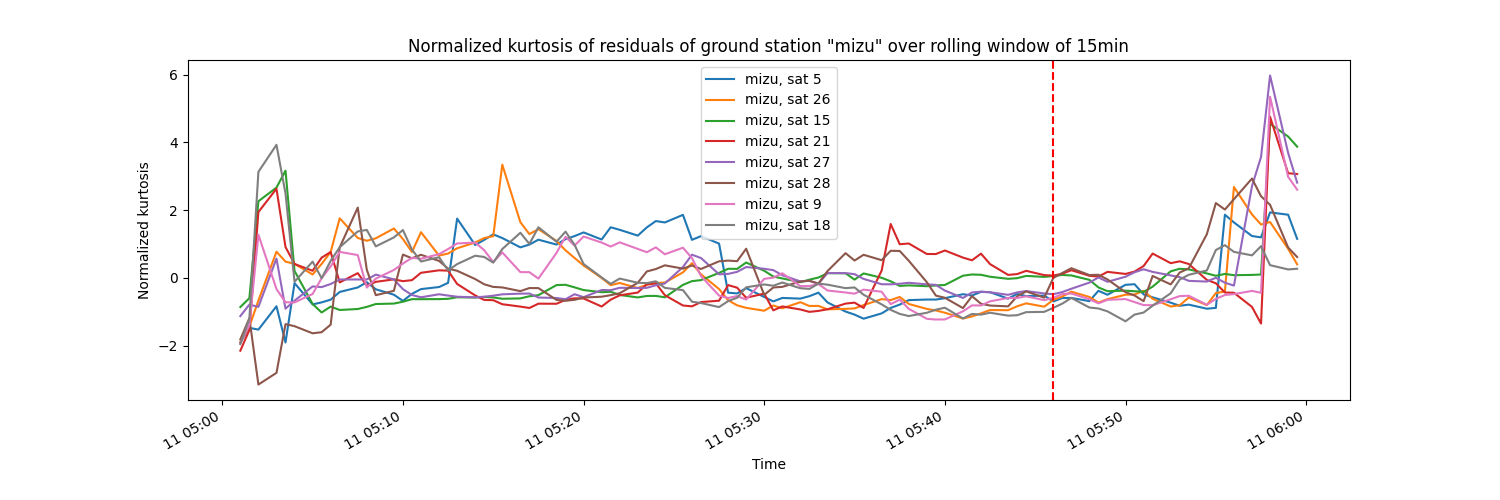 Normalized kurtosis of residuals of ground station "mizu" over rolling window of 15min
Normalized kurtosis
6
4
2
0
−2
mizu, sat 5
mizu, sat 26
mizu, sat 15
mizu, sat 21
mizu, sat 27
mizu, sat 28
mizu, sat 9
mizu, sat 18
11 05:00
11 05:10
11 05:20
11 05:30
11 05:40
11 05:50
11 06:00
Time